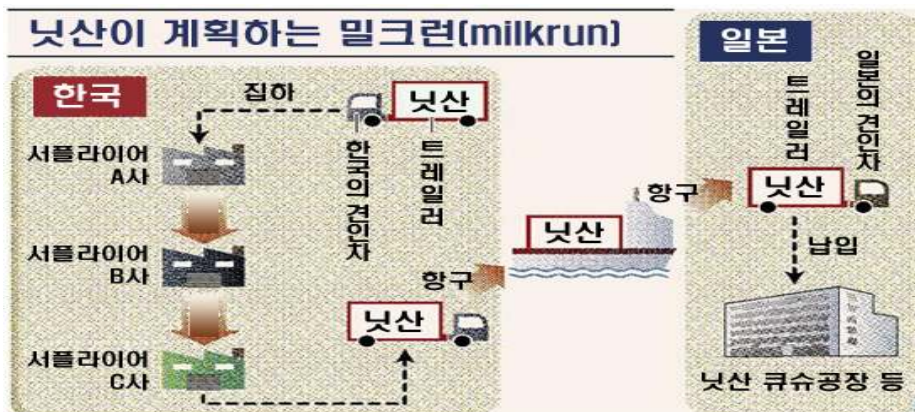 닛산이 계획하는 밀크런(milkrun)
한국
집하
닛산
한국의 견인차
트레일러
서플라이어
A사
서플라이어
B사
서플라이어
C사
닛산
항구
닛산
항구
일본
트레일러
일본의 견인차
닛산
납입
닛산 큐슈공장 등